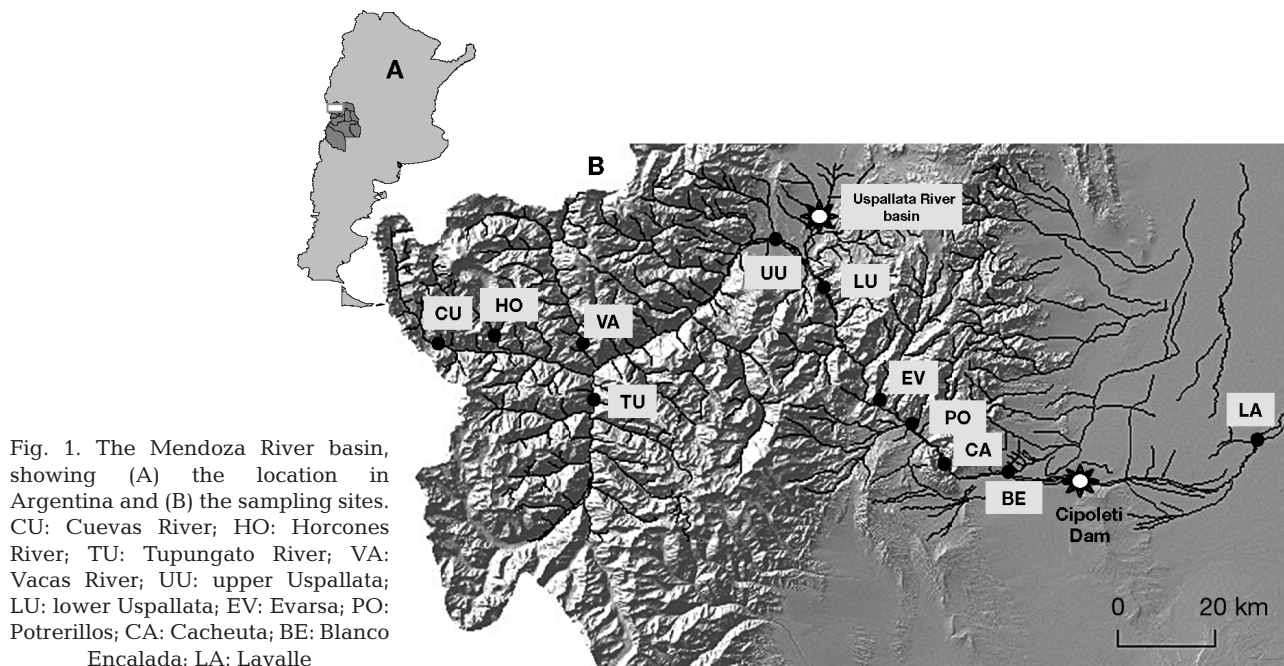 A
B
Uspallata River
basin
UU
LU
HO
CU
VA
TU
EV
PO
CA
LA
BE
Cipoleti
Dam
0 20 km
Fig. 1. The Mendoza River basin,
showing (A) the location in
Argentina and (B) the sampling sites.
CU: Cuevas River; HO: Horcones
River; TU: Tupungato River; VA:
Vacas River; UU: upper Uspallata;
LU: lower Uspallata; EV: Evarsa; PO:
Potrerillos; CA: Cacheuta; BE: Blanco
Encalada; LA: Lavalle